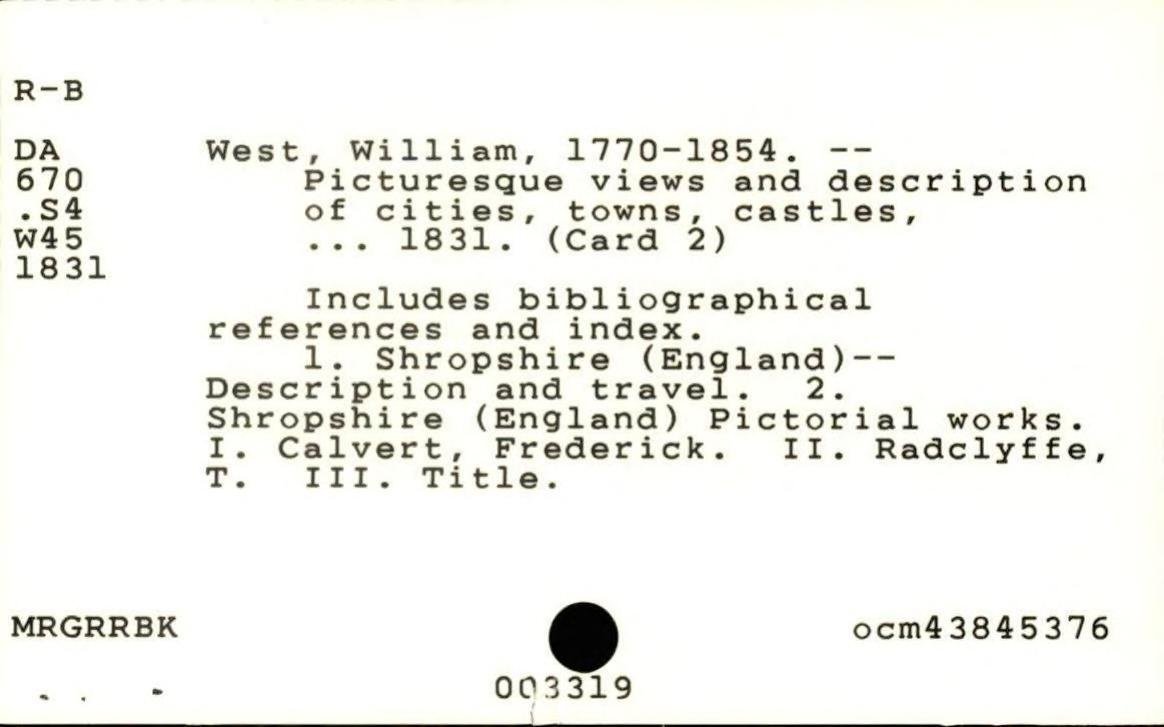 R-B
DA West, William, 1770-1854. --
670 Picturesque views and description
.S4 of cities, towns, castles,
W45 ... 1831. (Card 2)
1831
Includes bibliographical
references and index.
1. Shropshire (England)--
Description and travel. 2.
Shropshire (England) Pictorial works.
I. Calvert, Frederick. II. Radclyffe,
T. III. Title.
MRGRRBK ocm43845376
003319